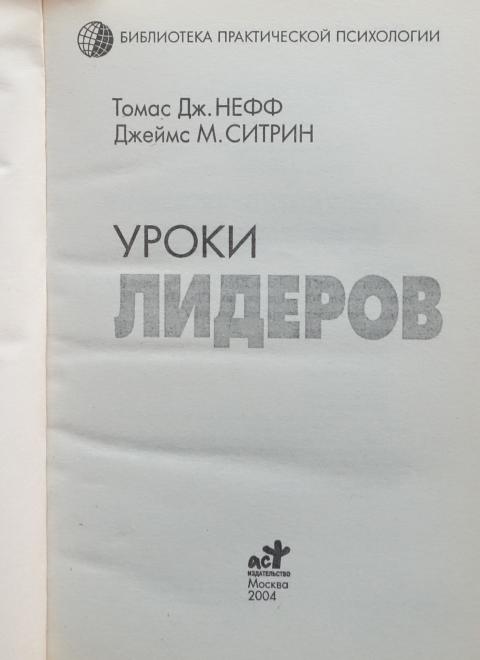 БИБЛИОТЕКА ПРАКТИЧЕСКОЙ ПСИХОЛОГИИ
Томас Дж. НЕФФ
Джеймс М. СИТРИН
УРОКИ
ЛИДЕРОВ
аст
ИЗДАТЕЛЬСТВО
Москва
2004